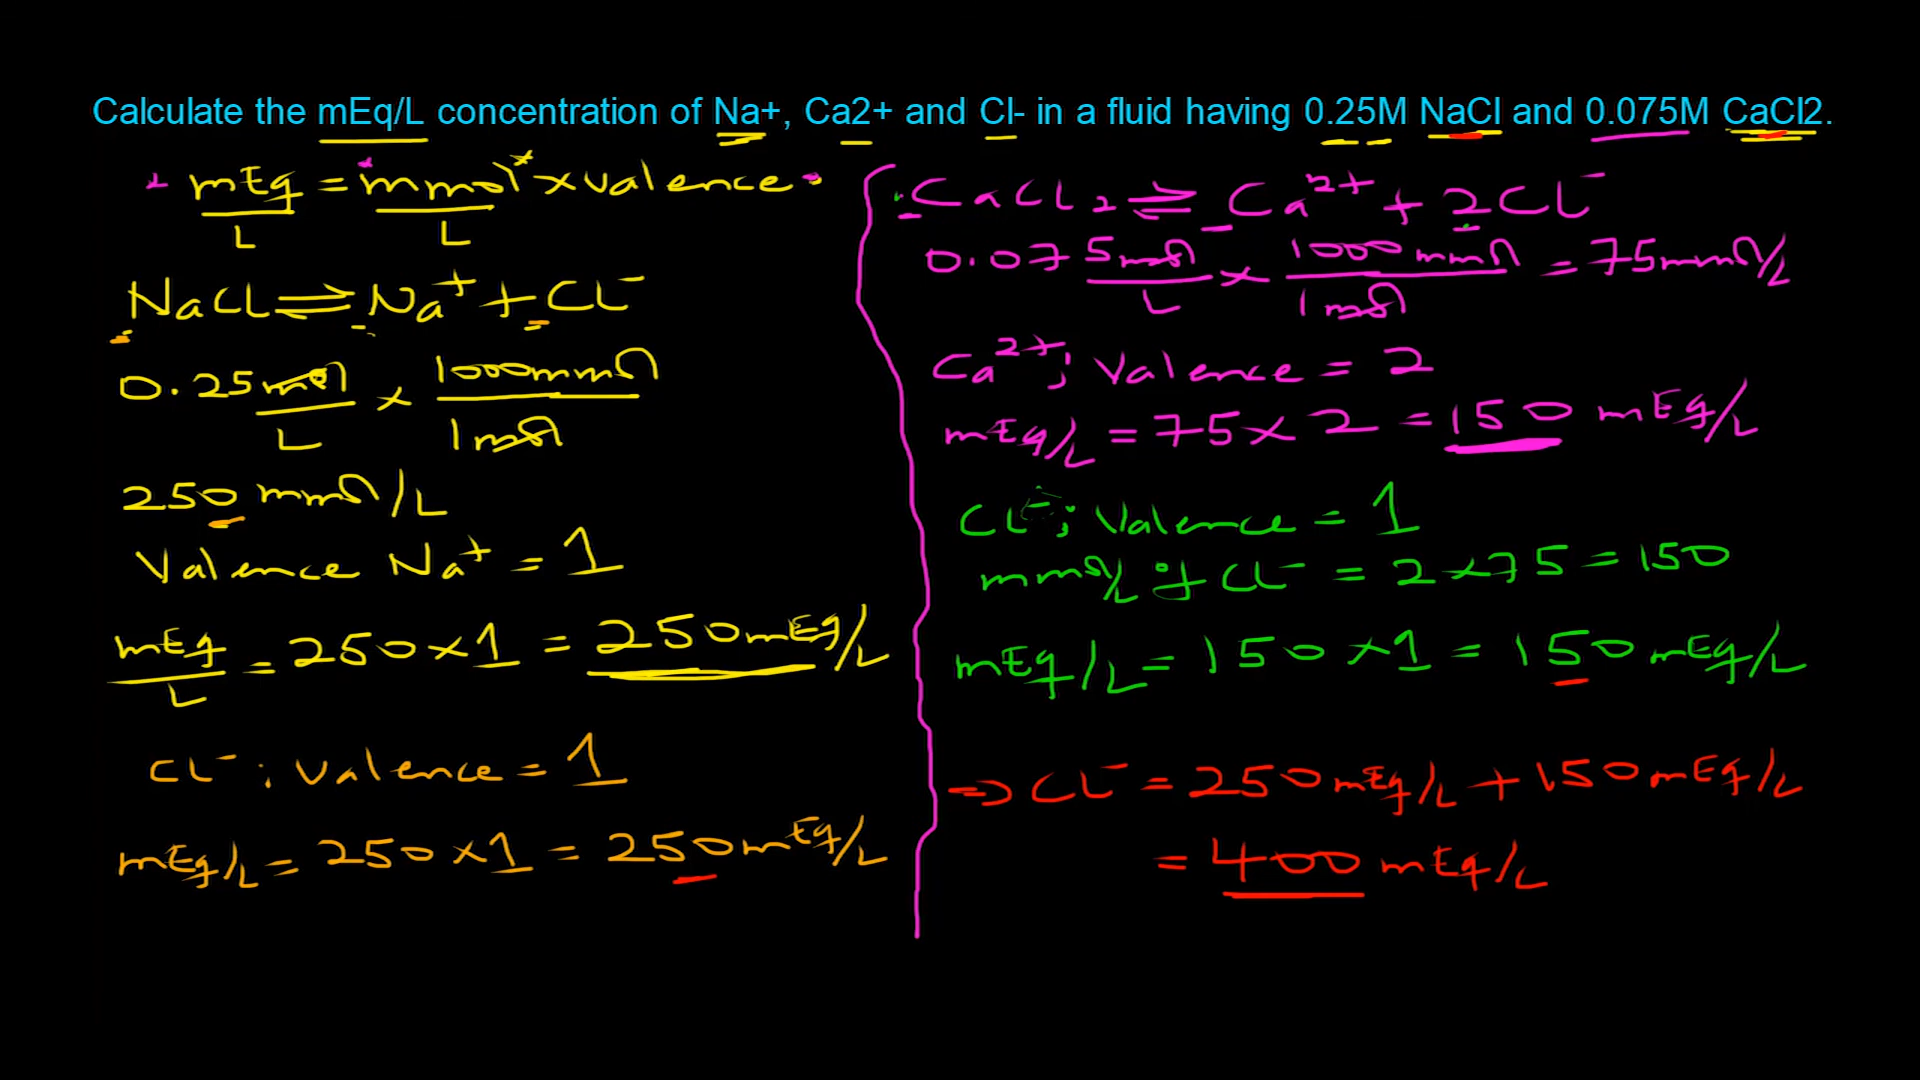 Calculate the mEq/L concentration of Na+, Ca2+ and Cl- in a fluid having 0.25M NaCl and 0.075M CaCl2.
mEq/L = mmol/L x valence
NaCl ⇌ Na⁺ + Cl⁻
0.25 mol/L x 1000mmol/1mol
250 mmol/L
Valence Na⁺ = 1
mEq/L = 250 x 1 = 250 mEq/L
Cl⁻; valence = 1
mEq/L = 250 x 1 = 250 mEq/L
CaCl₂ ⇌ Ca²⁺ + 2Cl⁻
0.075 mol/L x 1000 mmol/1 mol = 75 mmol/L
Ca²⁺; Valence = 2
mEq/L = 75 x 2 = 150 mEq/L
Cl⁻; Valence = 1
mmol/L of Cl⁻ = 2 x 75 = 150
mEq/L = 150 x 1 = 150 mEq/L
⇒ Cl⁻ = 250 mEq/L + 150 mEq/L
= 400 mEq/L